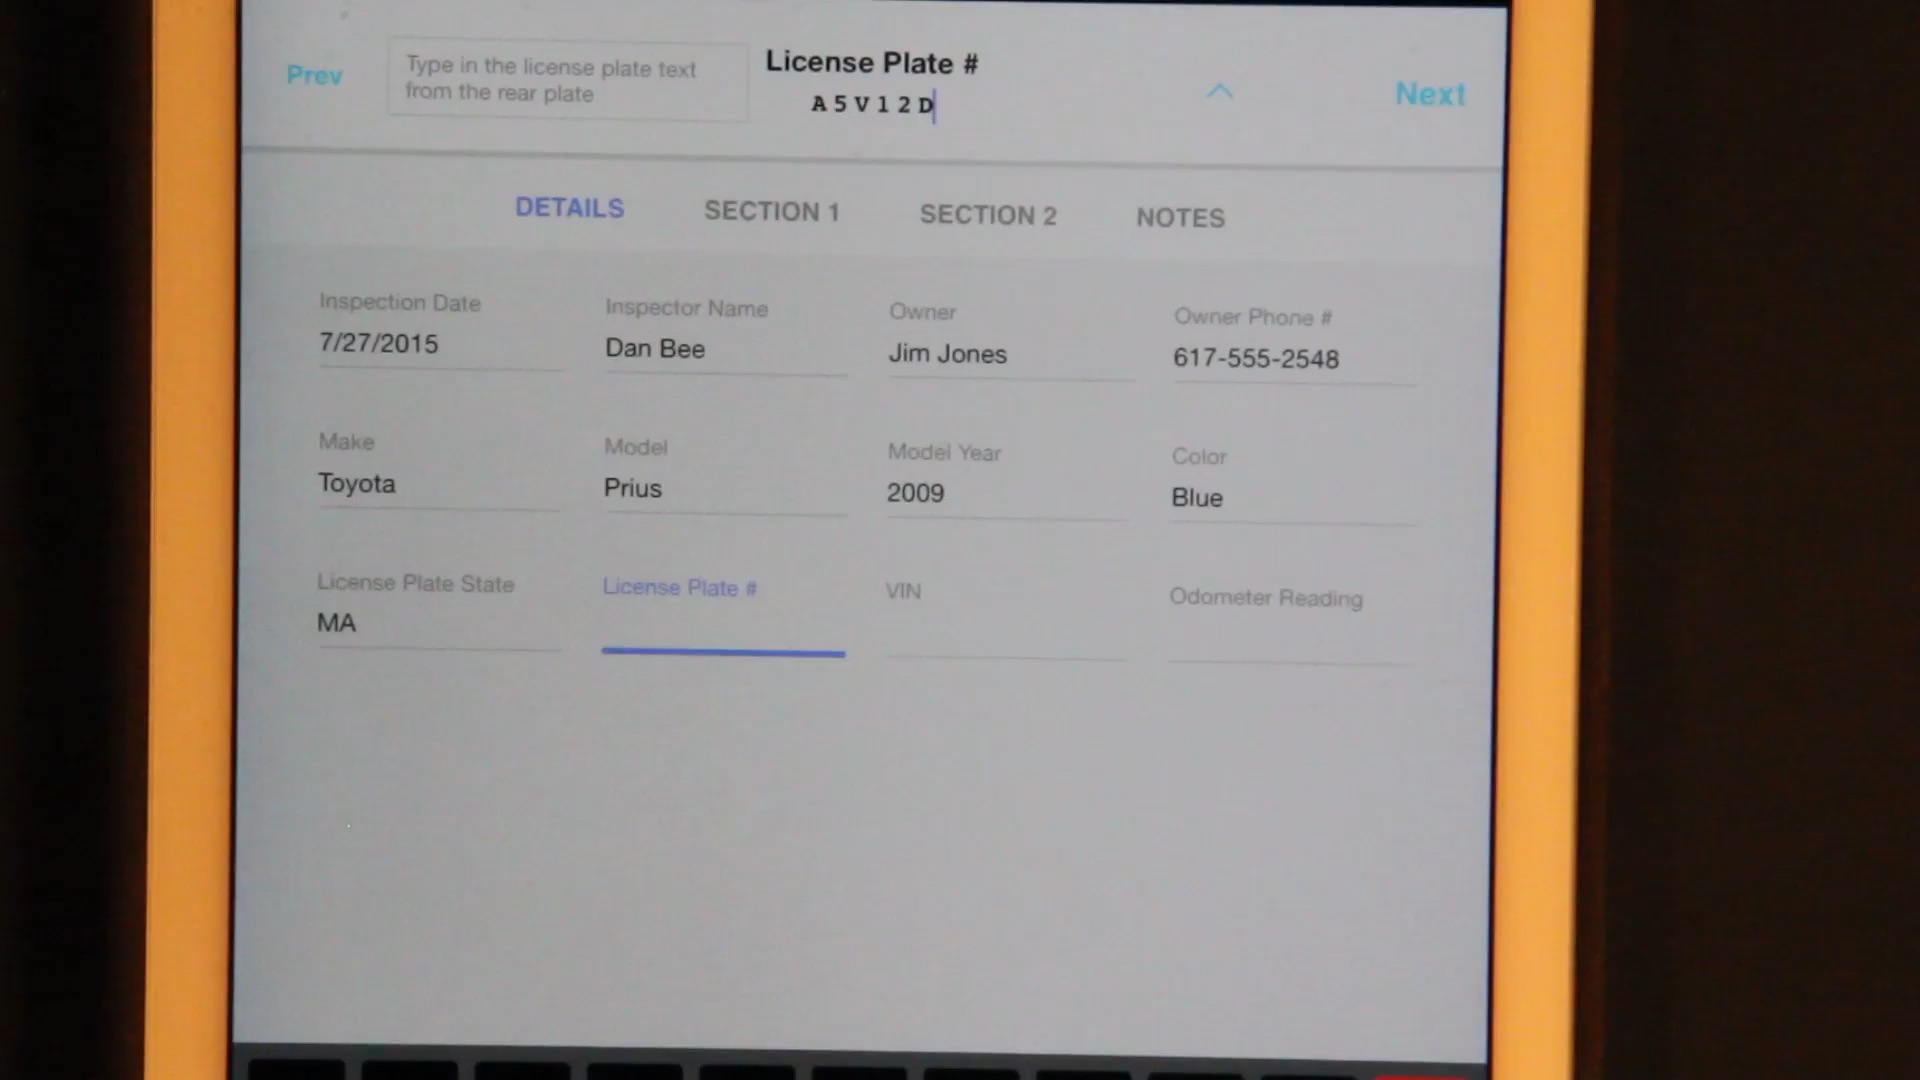 Prev
Type in the license plate text
from the rear plate
License Plate #
A5V12D
Next
DETAILS SECTION 1 SECTION 2 NOTES
Inspection Date Inspector Name Owner Owner Phone #
7/27/2015 Dan Bee Jim Jones 617-555-2548
Make Model Model Year Color
Toyota Prius 2009 Blue
License Plate State License Plate # VIN Odometer Reading
MA